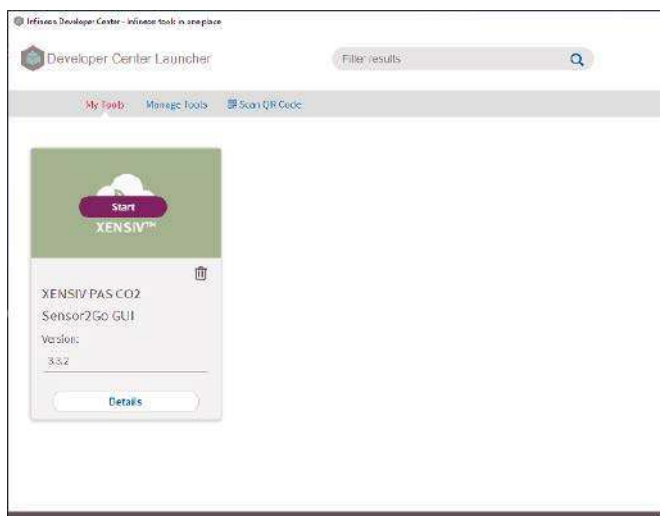 Infineon Developer Center - Infineon tools in one place
Developer Center Launcher
Filter results
My Tools Manage Tools Scan QR Code
Start
XENSIV™
XENSIV PAS CO2
Sensor2Go GUI
Version:
3.3.2
Details